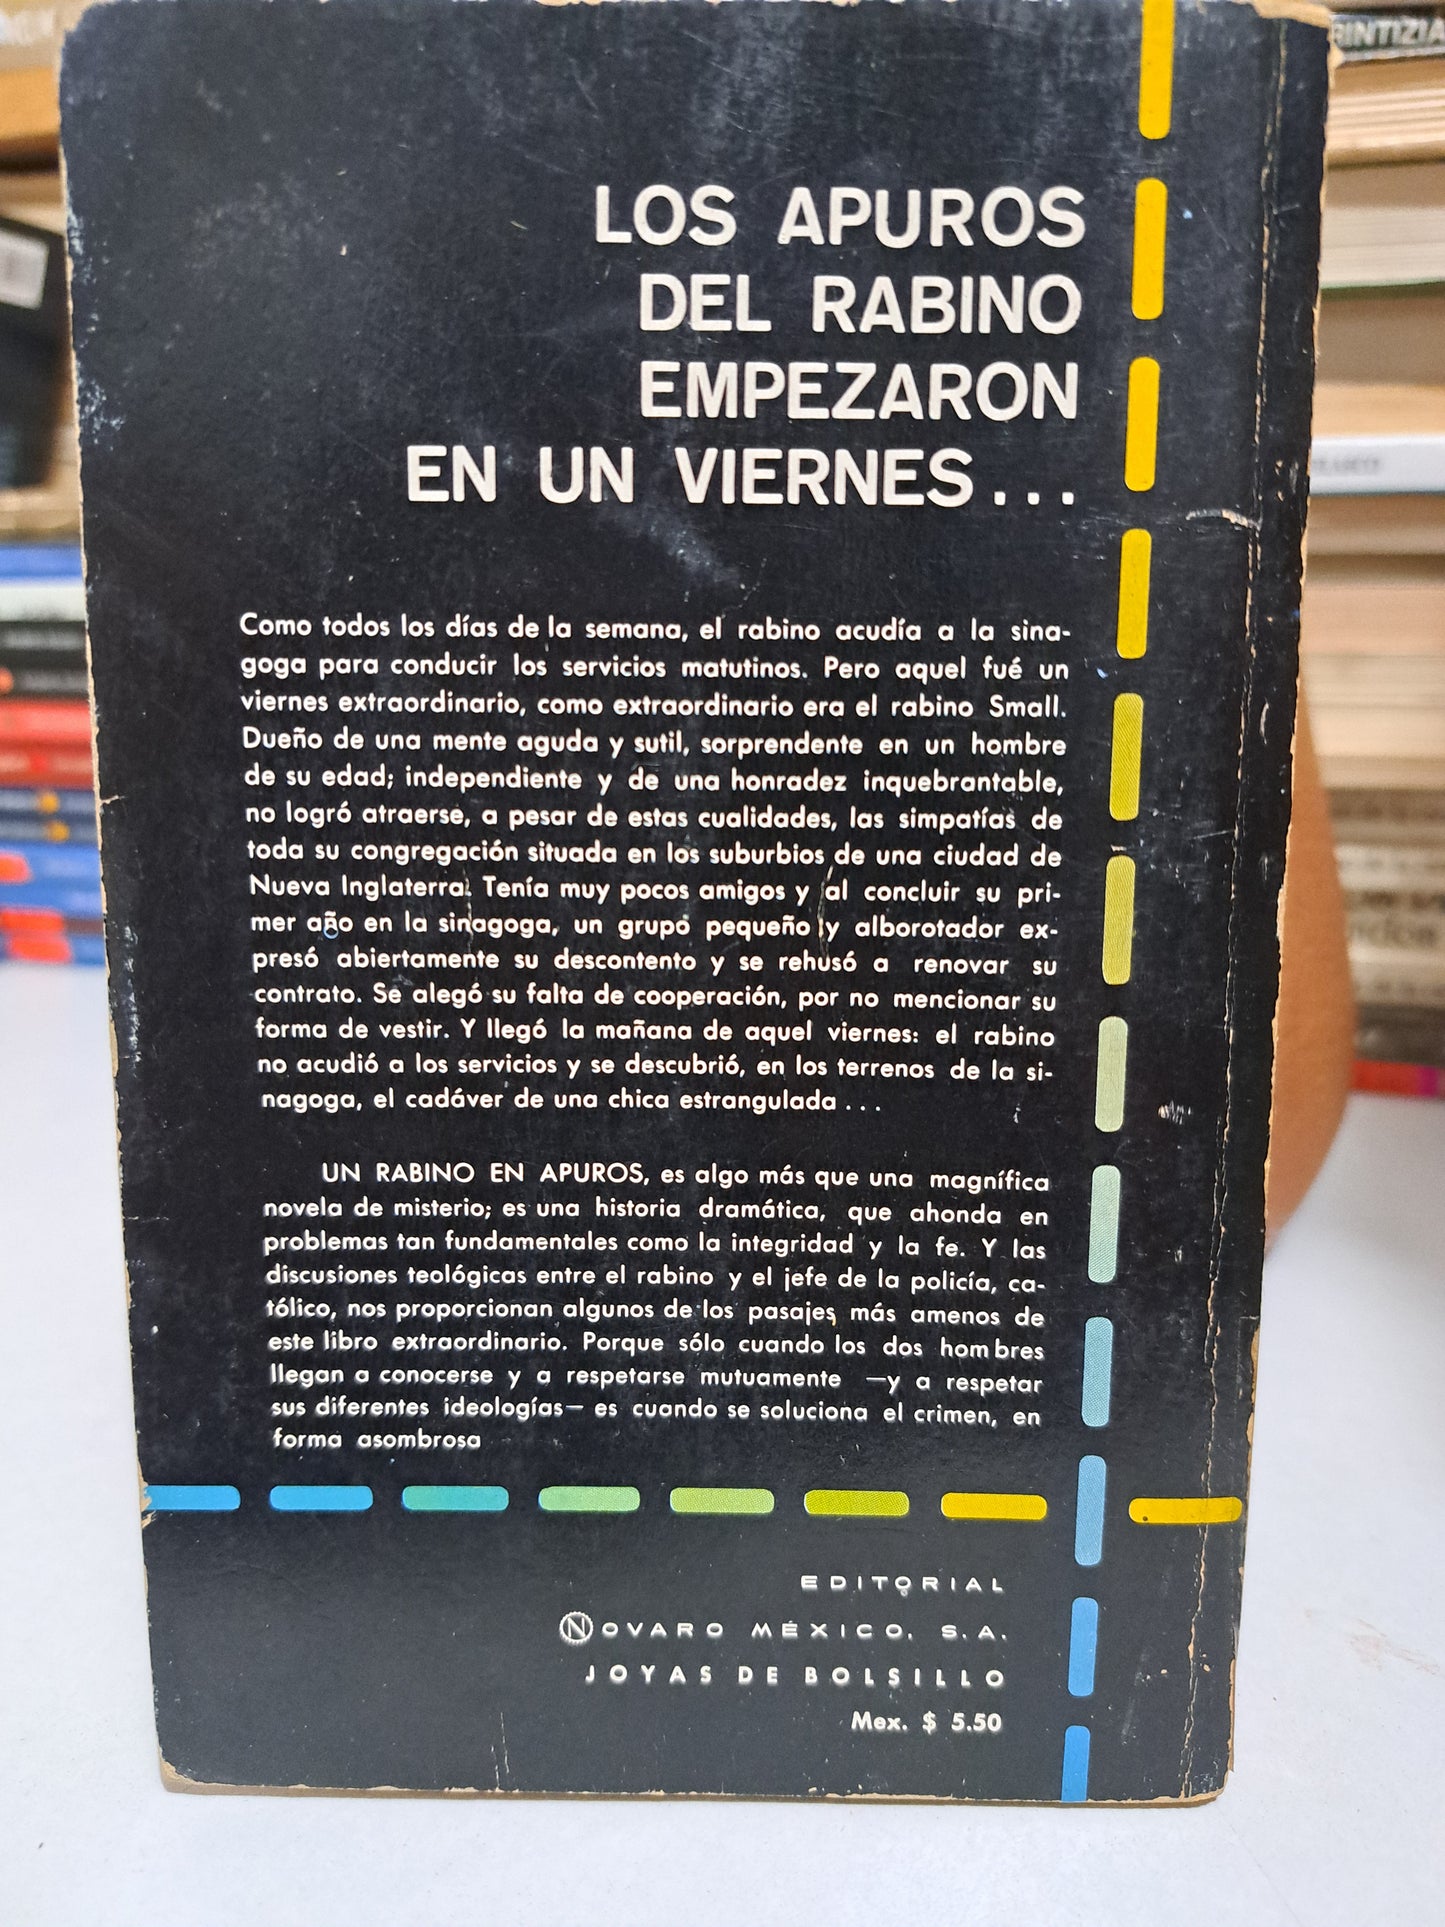 RINTIZIA
LOS APUROS
DEL RABINO
EMPEZARON
EN UN VIERNES...
Como todos los días de la semana, el rabino acudía a la sina-
goga para conducir los servicios matutinos. Pero aquel fué un
viernes extraordinario, como extraordinario era el rabino Small.
Dueño de una mente aguda y sutil, sorprendente en un hombre
de su edad; independiente y de una honradez inquebrantable,
no logró atraerse, a pesar de estas cualidades, las simpatías de
toda su congregación situada en los suburbios de una ciudad de
Nueva Inglaterra. Tenía muy pocos amigos y al concluir su pri-
mer año en la sinagoga, un grupo pequeño y alborotador ex-
presó abiertamente su descontento y se rehusó a renovar su
contrato. Se alegó su falta de cooperación, por no mencionar su
forma de vestir. Y llegó la mañana de aquel viernes: el rabino
no acudió a los servicios y se descubrió, en los terrenos de la si-
nagoga, el cadáver de una chica estrangulada...
UN RABINO EN APUROS, es algo más que una magnífica
novela de misterio; es una historia dramática, que ahonda en
problemas tan fundamentales como la integridad y la fe. Y las
discusiones teológicas entre el rabino y el jefe de la policía, ca-
tólico, nos proporcionan algunos de los pasajes más amenos de
este libro extraordinario. Porque sólo cuando los dos hombres
llegan a conocerse y a respetarse mutuamente —y a respetar
sus diferentes ideologías— es cuando se soluciona el crimen, en
forma asombrosa
EDITORIAL
NOVARO MÉXICO, S.A.
JOYAS DE BOLSILLO
Mex. $ 5.50